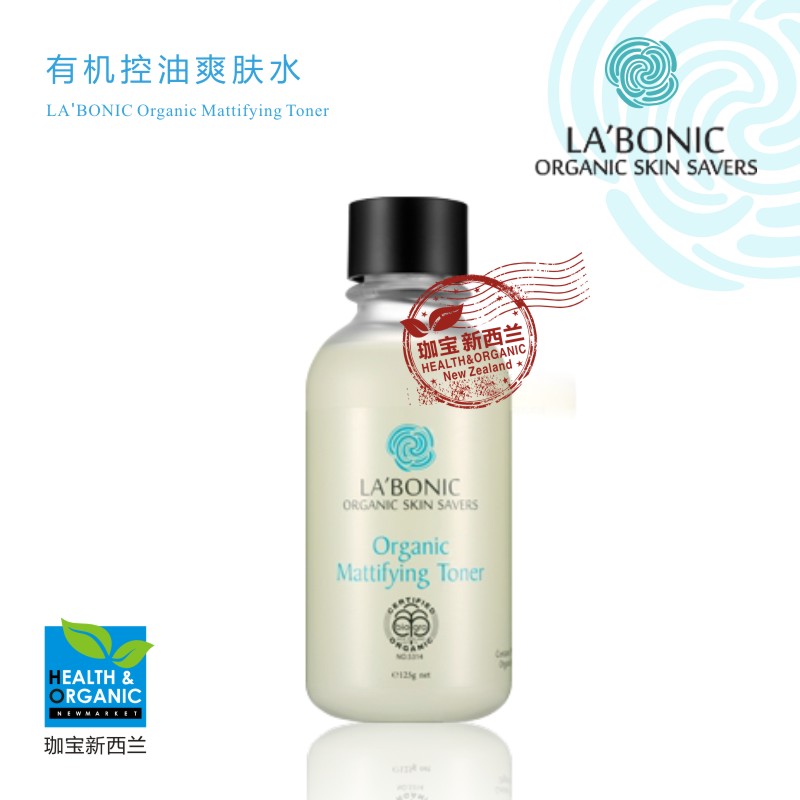 有机控油爽肤水
LA'BONIC Organic Mattifying Toner
LA'BONIC
ORGANIC SKIN SAVERS
珈宝新西兰
HEALTH&ORGANIC
New Zealand
LA'BONIC
ORGANIC SKIN SAVERS
Organic
Mattifying Toner
CERTIFIED
ORGANIC
℮125g net
HEALTH &
ORGANIC
NEWMARKET
珈宝新西兰